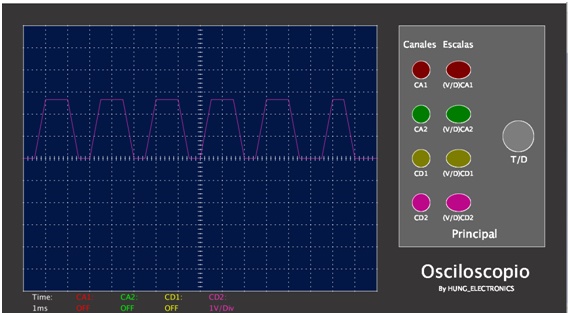 Canales Escalas
CA1 (V/D)CA1
CA2 (V/D)CA2
T/D
CD1 (V/D)CD1
CD2 (V/D)CD2
Principal
Osciloscopio
By HUNG_ELECTRONICS
Time: CA1: CA2: CD1: CD2:
1ms OFF OFF OFF 1V/Div